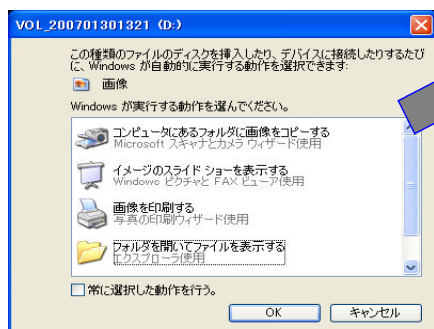 VOL_200701301321 (D:)
この種類のファイルのディスクを挿入したり、デバイスに接続したりするたび
に、Windows が自動的に実行する動作を選択できます:
画像
Windows が実行する動作を選んでください。
コンピュータにあるフォルダに画像をコピーする
Microsoft スキャナとカメラ ウィザード使用
イメージのスライド ショーを表示する
Windows ピクチャと FAX ビューア使用
画像を印刷する
写真の印刷ウィザード使用
フォルダを開いてファイルを表示する
エクスプローラ使用
常に選択した動作を行う。
OK
キャンセル